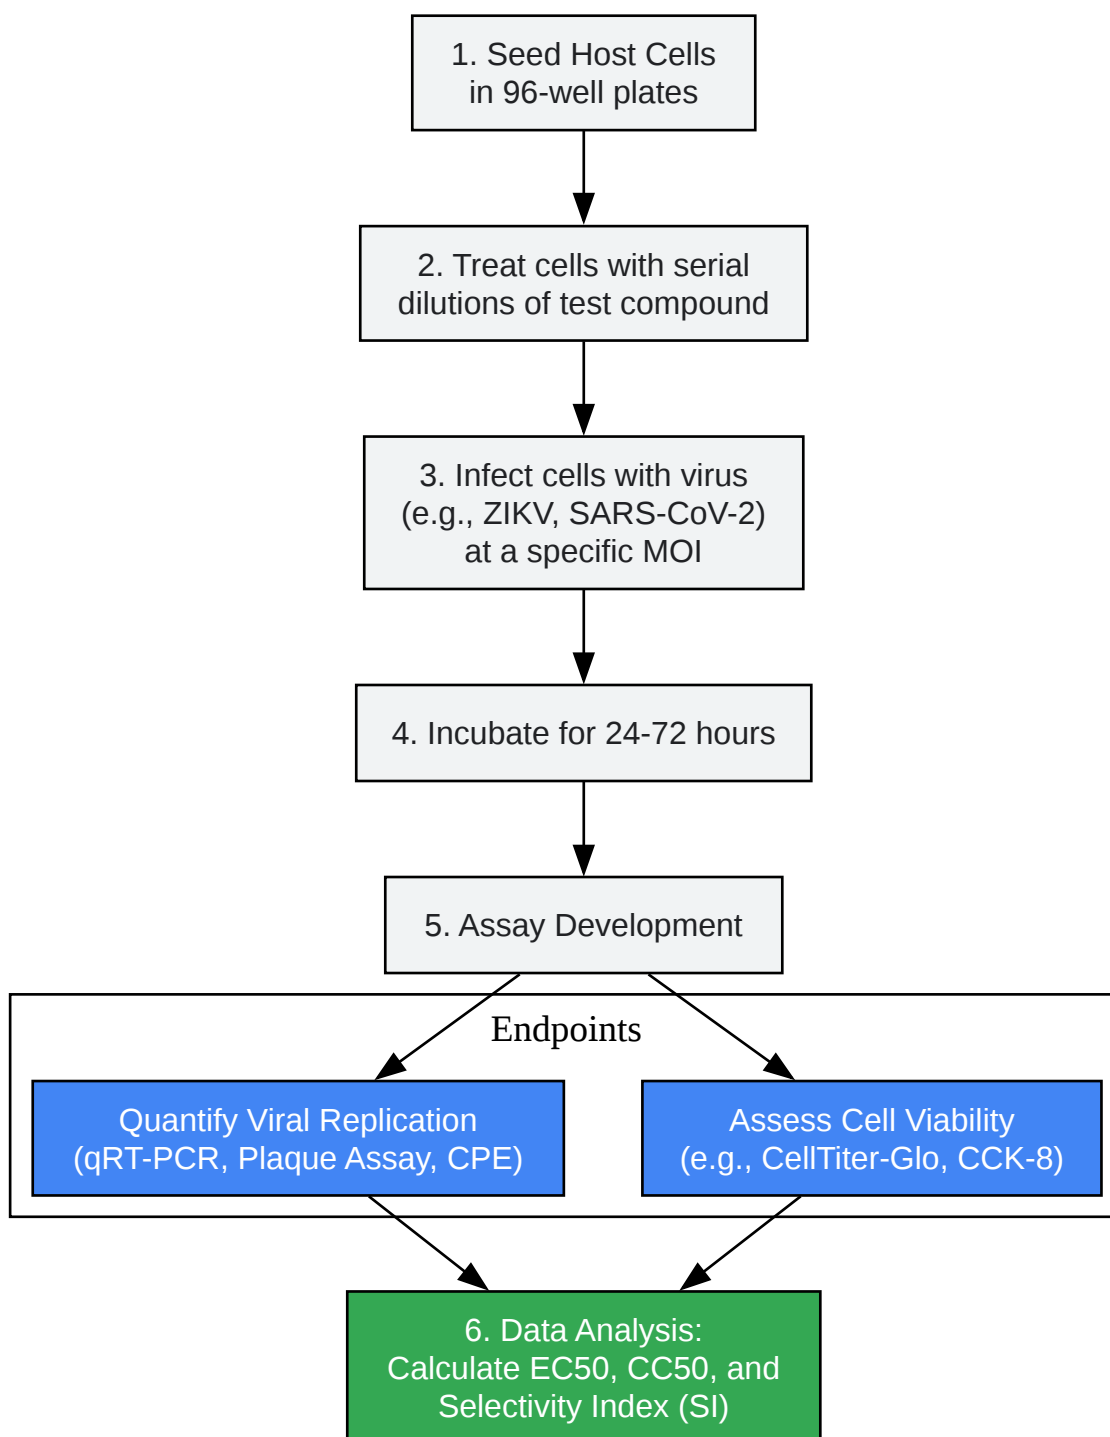 1. Seed Host Cells
in 96-well plates
2. Treat cells with serial
dilutions of test compound
3. Infect cells with virus
(e.g., ZIKV, SARS-CoV-2)
at a specific MOI
4. Incubate for 24-72 hours
5. Assay Development
Endpoints
Quantify Viral Replication
(qRT-PCR, Plaque Assay, CPE)
Assess Cell Viability
(e.g., CellTiter-Glo, CCK-8)
6. Data Analysis:
Calculate EC50, CC50, and
Selectivity Index (SI)